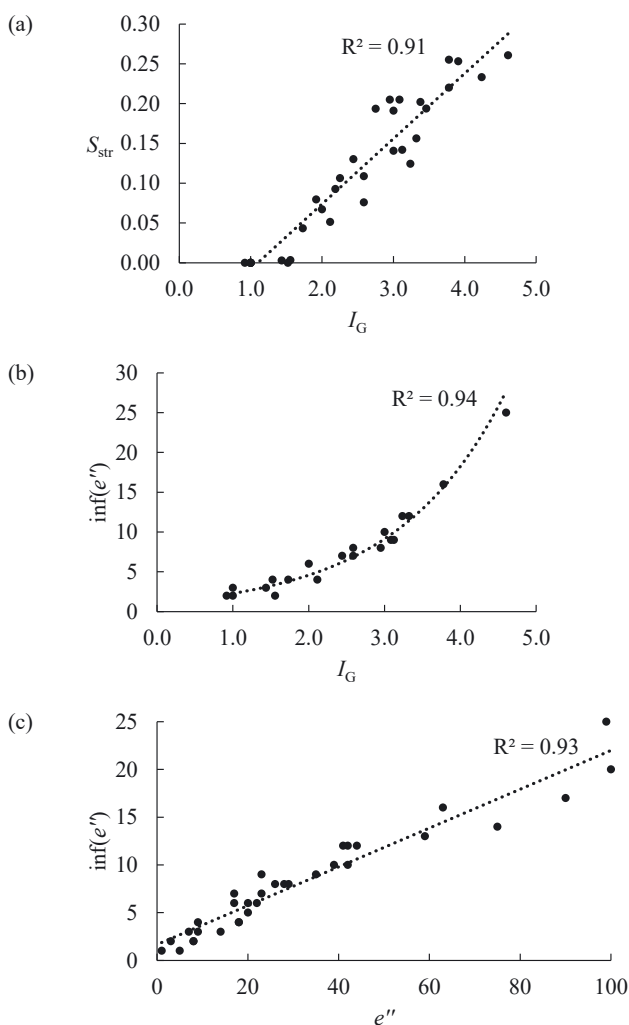 (a)
0.30
R² = 0.91
0.25
0.20
S_str
0.15
0.10
0.05
0.00
0.0 1.0 2.0 3.0 4.0 5.0
I_G
(b)
30
R² = 0.94
25
20
inf(e″)
15
10
5
0
0.0 1.0 2.0 3.0 4.0 5.0
I_G
(c)
25
R² = 0.93
20
inf(e″)
15
10
5
0
0 20 40 60 80 100
e″